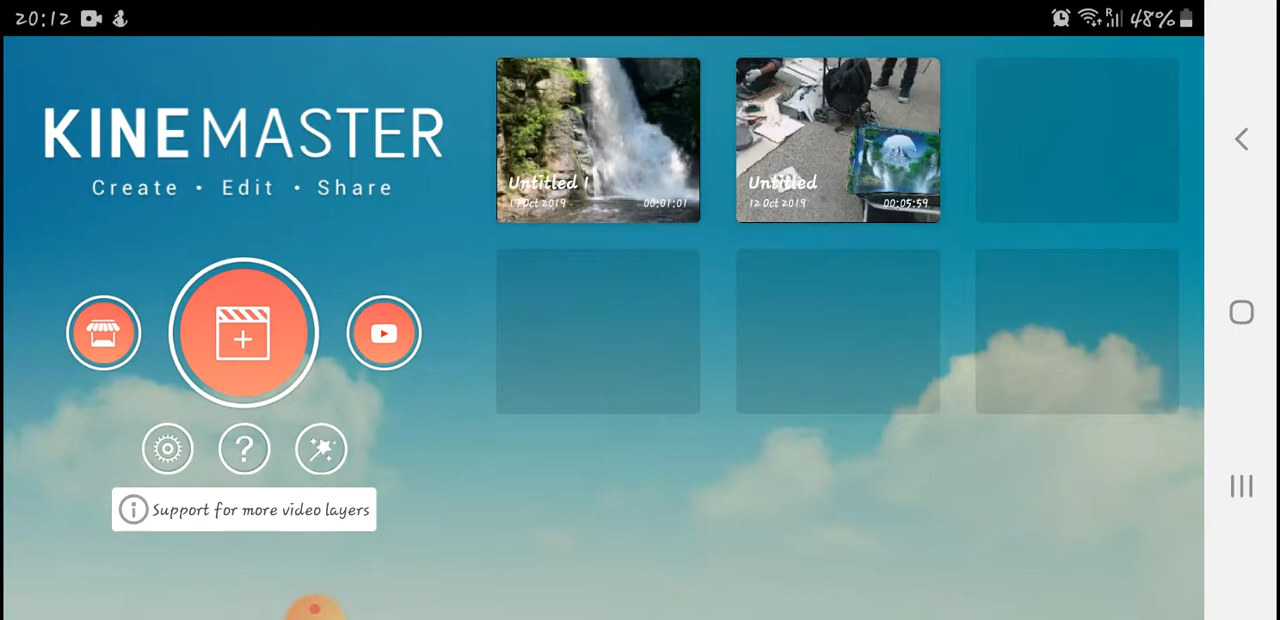 20:12
48%
KINEMASTER
Create • Edit • Share
Untitled 1
17 Oct 2019 00:01:01
Untitled
12 Oct 2019 00:05:59
?
Support for more video layers